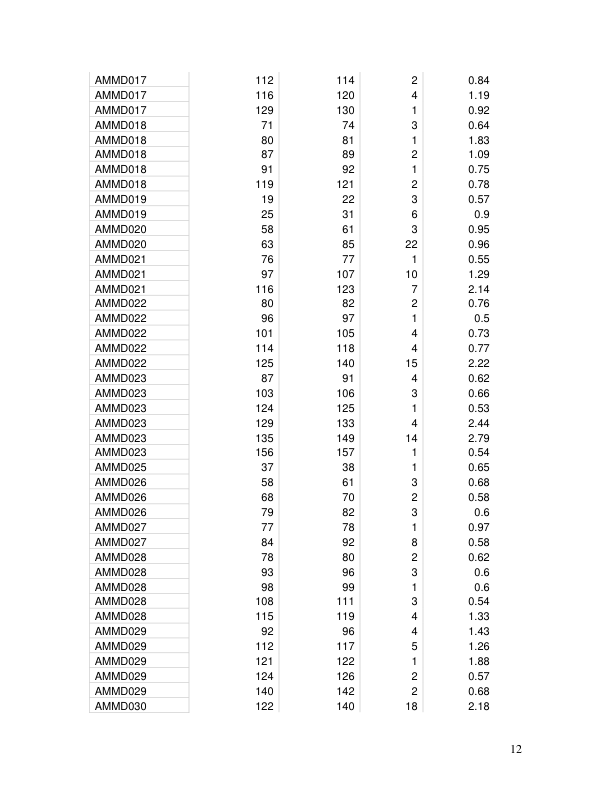 AMMD017 112 114 2 0.84
AMMD017 116 120 4 1.19
AMMD017 129 130 1 0.92
AMMD018 71 74 3 0.64
AMMD018 80 81 1 1.83
AMMD018 87 89 2 1.09
AMMD018 91 92 1 0.75
AMMD018 119 121 2 0.78
AMMD019 19 22 3 0.57
AMMD019 25 31 6 0.9
AMMD020 58 61 3 0.95
AMMD020 63 85 22 0.96
AMMD021 76 77 1 0.55
AMMD021 97 107 10 1.29
AMMD021 116 123 7 2.14
AMMD022 80 82 2 0.76
AMMD022 96 97 1 0.5
AMMD022 101 105 4 0.73
AMMD022 114 118 4 0.77
AMMD022 125 140 15 2.22
AMMD023 87 91 4 0.62
AMMD023 103 106 3 0.66
AMMD023 124 125 1 0.53
AMMD023 129 133 4 2.44
AMMD023 135 149 14 2.79
AMMD023 156 157 1 0.54
AMMD025 37 38 1 0.65
AMMD026 58 61 3 0.68
AMMD026 68 70 2 0.58
AMMD026 79 82 3 0.6
AMMD027 77 78 1 0.97
AMMD027 84 92 8 0.58
AMMD028 78 80 2 0.62
AMMD028 93 96 3 0.6
AMMD028 98 99 1 0.6
AMMD028 108 111 3 0.54
AMMD028 115 119 4 1.33
AMMD029 92 96 4 1.43
AMMD029 112 117 5 1.26
AMMD029 121 122 1 1.88
AMMD029 124 126 2 0.57
AMMD029 140 142 2 0.68
AMMD030 122 140 18 2.18
12